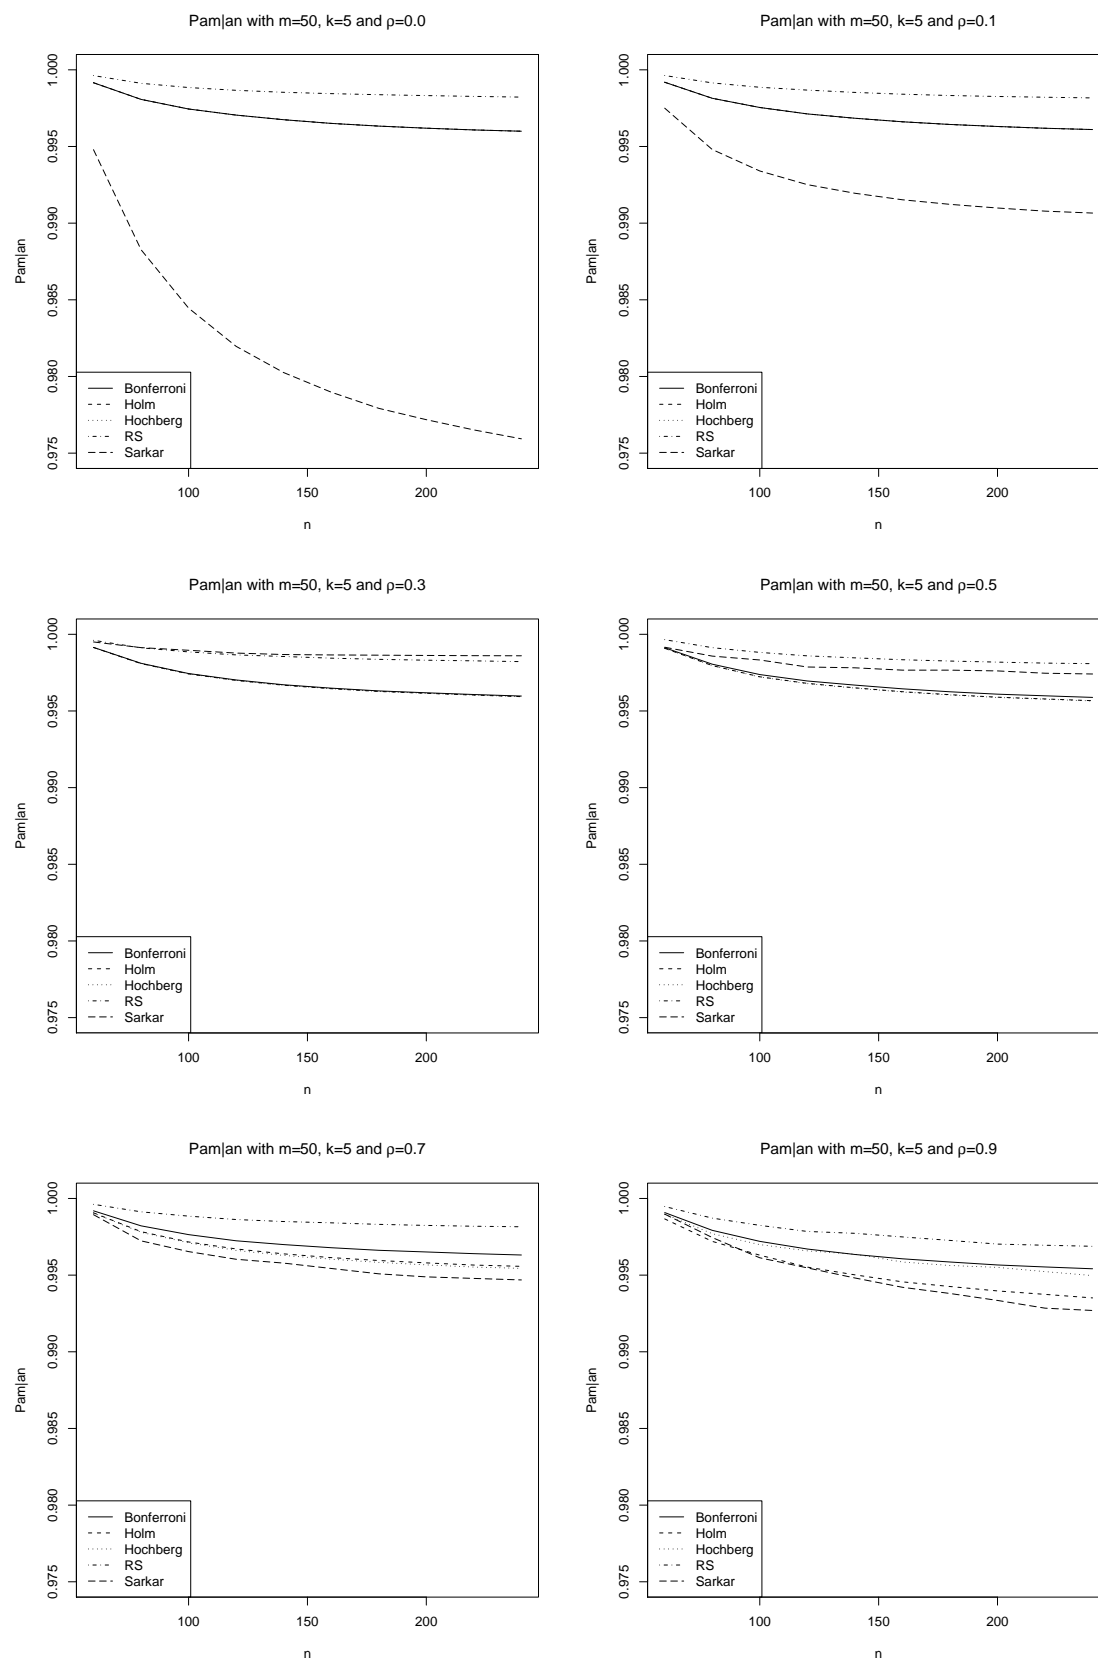 Pam|an with m=50, k=5 and ρ=0.0
Pam|an
1.000
0.995
0.990
0.985
0.980
0.975
Bonferroni
Holm
Hochberg
RS
Sarkar
100
150
200
n
Pam|an with m=50, k=5 and ρ=0.1
Pam|an
1.000
0.995
0.990
0.985
0.980
0.975
Bonferroni
Holm
Hochberg
RS
Sarkar
100
150
200
n
Pam|an with m=50, k=5 and ρ=0.3
Pam|an
1.000
0.995
0.990
0.985
0.980
0.975
Bonferroni
Holm
Hochberg
RS
Sarkar
100
150
200
n
Pam|an with m=50, k=5 and ρ=0.5
Pam|an
1.000
0.995
0.990
0.985
0.980
0.975
Bonferroni
Holm
Hochberg
RS
Sarkar
100
150
200
n
Pam|an with m=50, k=5 and ρ=0.7
Pam|an
1.000
0.995
0.990
0.985
0.980
0.975
Bonferroni
Holm
Hochberg
RS
Sarkar
100
150
200
n
Pam|an with m=50, k=5 and ρ=0.9
Pam|an
1.000
0.995
0.990
0.985
0.980
0.975
Bonferroni
Holm
Hochberg
RS
Sarkar
100
150
200
n